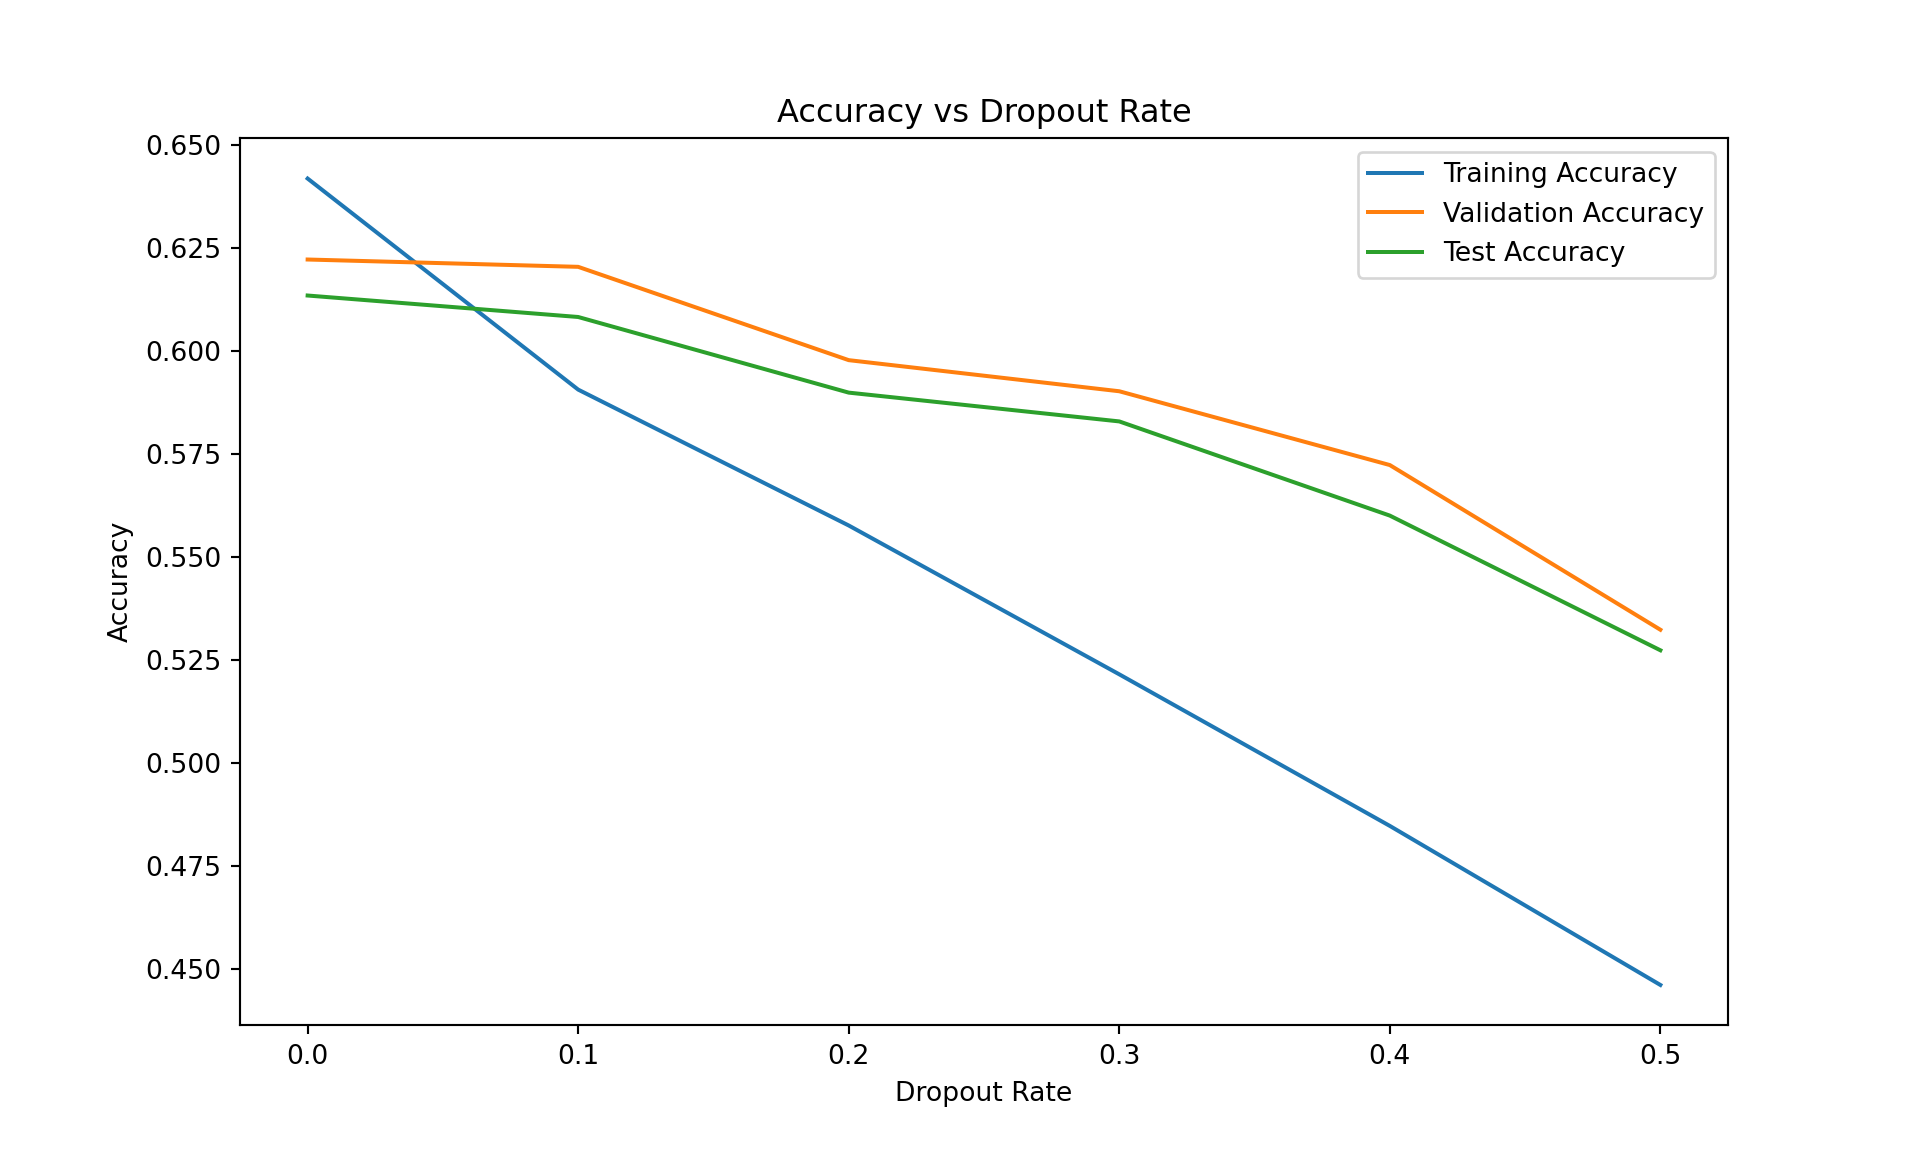 Accuracy vs Dropout Rate
Training Accuracy
Validation Accuracy
Test Accuracy
Accuracy
0.650
0.625
0.600
0.575
0.550
0.525
0.500
0.475
0.450
0.0 0.1 0.2 0.3 0.4 0.5
Dropout Rate